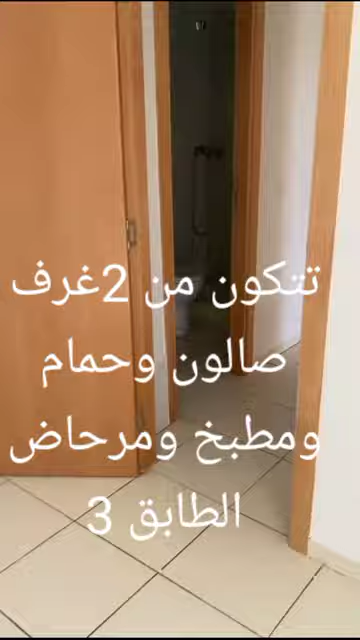 تتكون من 2غرف
صالون وحمام
ومطبخ ومرحاض
الطابق 3